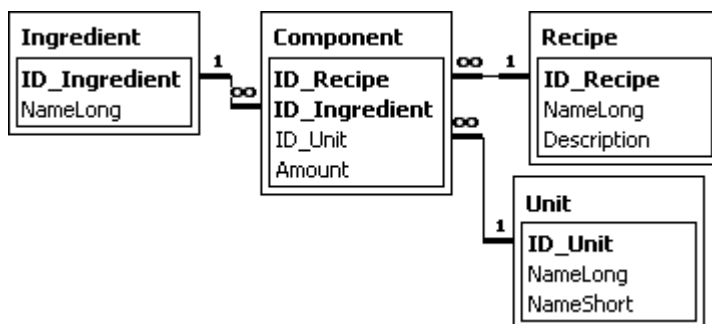 Ingredient
ID_Ingredient
NameLong
1
∞
Component
ID_Recipe
ID_Ingredient
ID_Unit
Amount
∞
1
∞
1
Recipe
ID_Recipe
NameLong
Description
Unit
ID_Unit
NameLong
NameShort